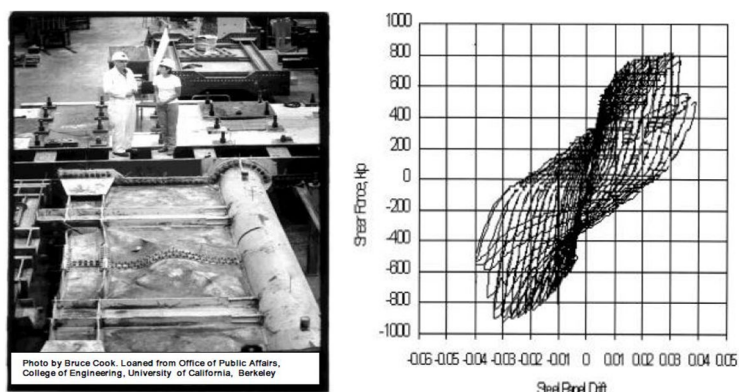 Photo by Bruce Cook. Loaned from Office of Public Affairs,
College of Engineering, University of California, Berkeley
1000
800
600
400
200
0
-200
-400
-600
-800
-1000
Shear Force, kip
-0.06 -0.05 -0.04 -0.03 -0.02 -0.01 0 0.01 0.02 0.03 0.04 0.05
Steel Panel Drift